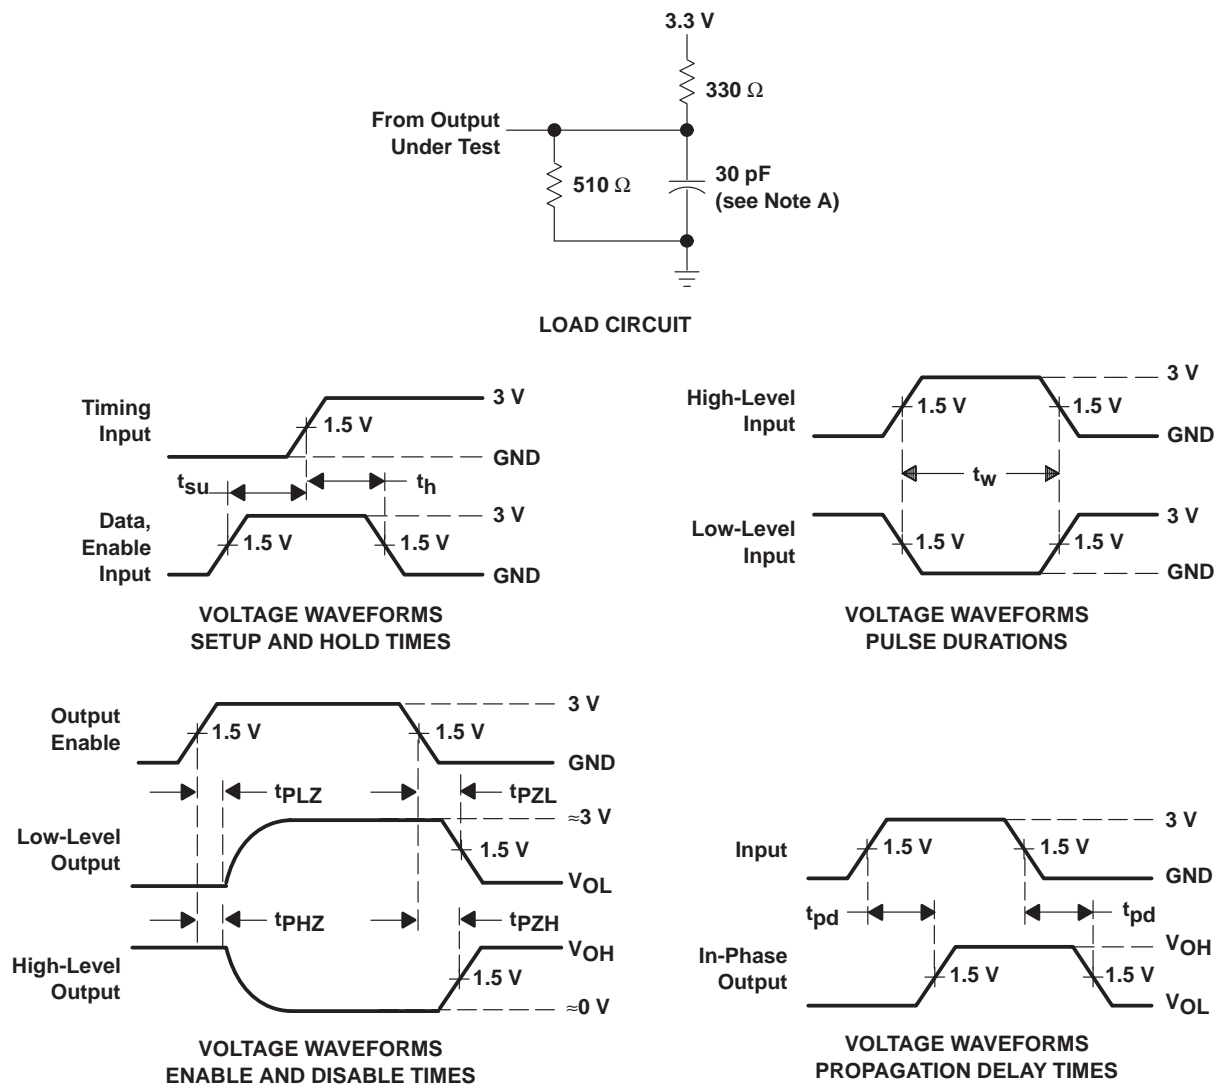 3.3 V
330 Ω
From Output
Under Test
510 Ω
30 pF
(see Note A)
LOAD CIRCUIT
Timing
Input
1.5 V
3 V
GND
tsu
th
Data,
Enable
Input
1.5 V
1.5 V
3 V
GND
VOLTAGE WAVEFORMS
SETUP AND HOLD TIMES
High-Level
Input
1.5 V
1.5 V
3 V
GND
tw
Low-Level
Input
1.5 V
1.5 V
3 V
GND
VOLTAGE WAVEFORMS
PULSE DURATIONS
Output
Enable
1.5 V
1.5 V
3 V
GND
tPLZ
tPZL
Low-Level
Output
1.5 V
≈3 V
VOL
tPHZ
tPZH
High-Level
Output
1.5 V
VOH
≈0 V
VOLTAGE WAVEFORMS
ENABLE AND DISABLE TIMES
Input
1.5 V
1.5 V
3 V
GND
tpd
tpd
In-Phase
Output
1.5 V
1.5 V
VOH
VOL
VOLTAGE WAVEFORMS
PROPAGATION DELAY TIMES